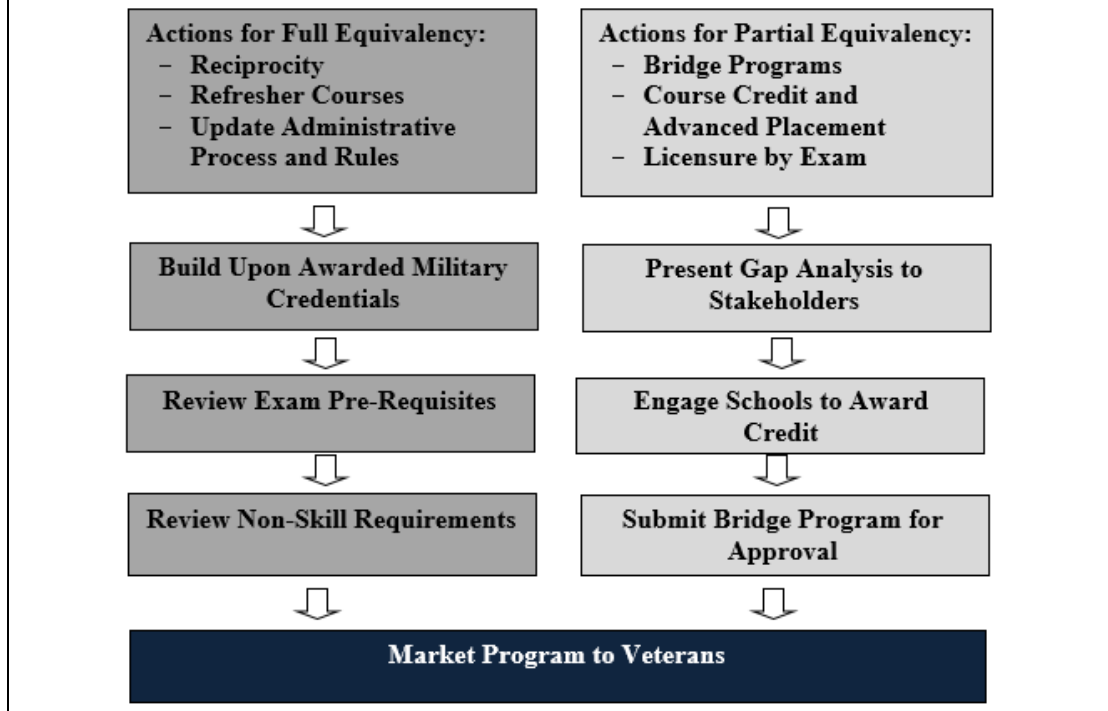 Actions for Full Equivalency:
– Reciprocity
– Refresher Courses
– Update Administrative
Process and Rules
Build Upon Awarded Military
Credentials
Review Exam Pre-Requisites
Review Non-Skill Requirements
Actions for Partial Equivalency:
– Bridge Programs
– Course Credit and
Advanced Placement
– Licensure by Exam
Present Gap Analysis to
Stakeholders
Engage Schools to Award
Credit
Submit Bridge Program for
Approval
Market Program to Veterans